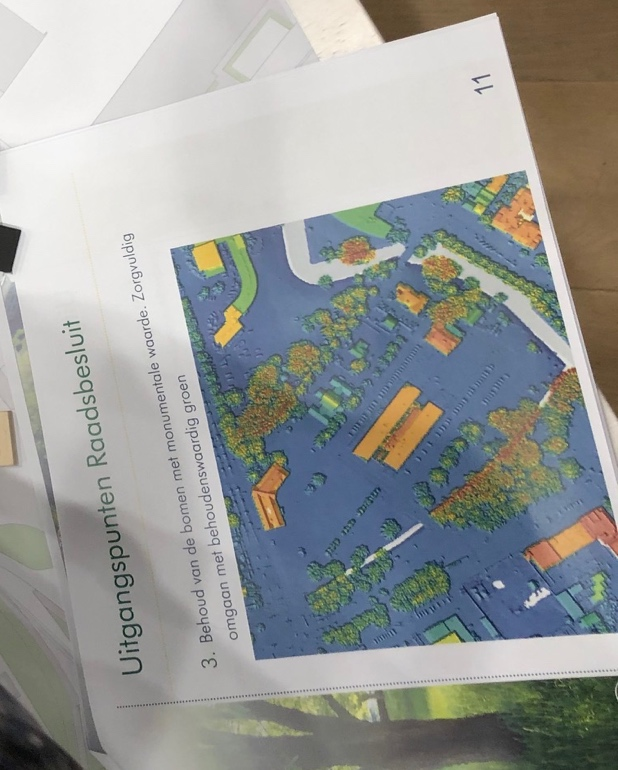 Uitgangspunten Raadsbesluit
3. Behoud van de bomen met monumentale waarde. Zorgvuldig
omgaan met behoudenswaardig groen
11